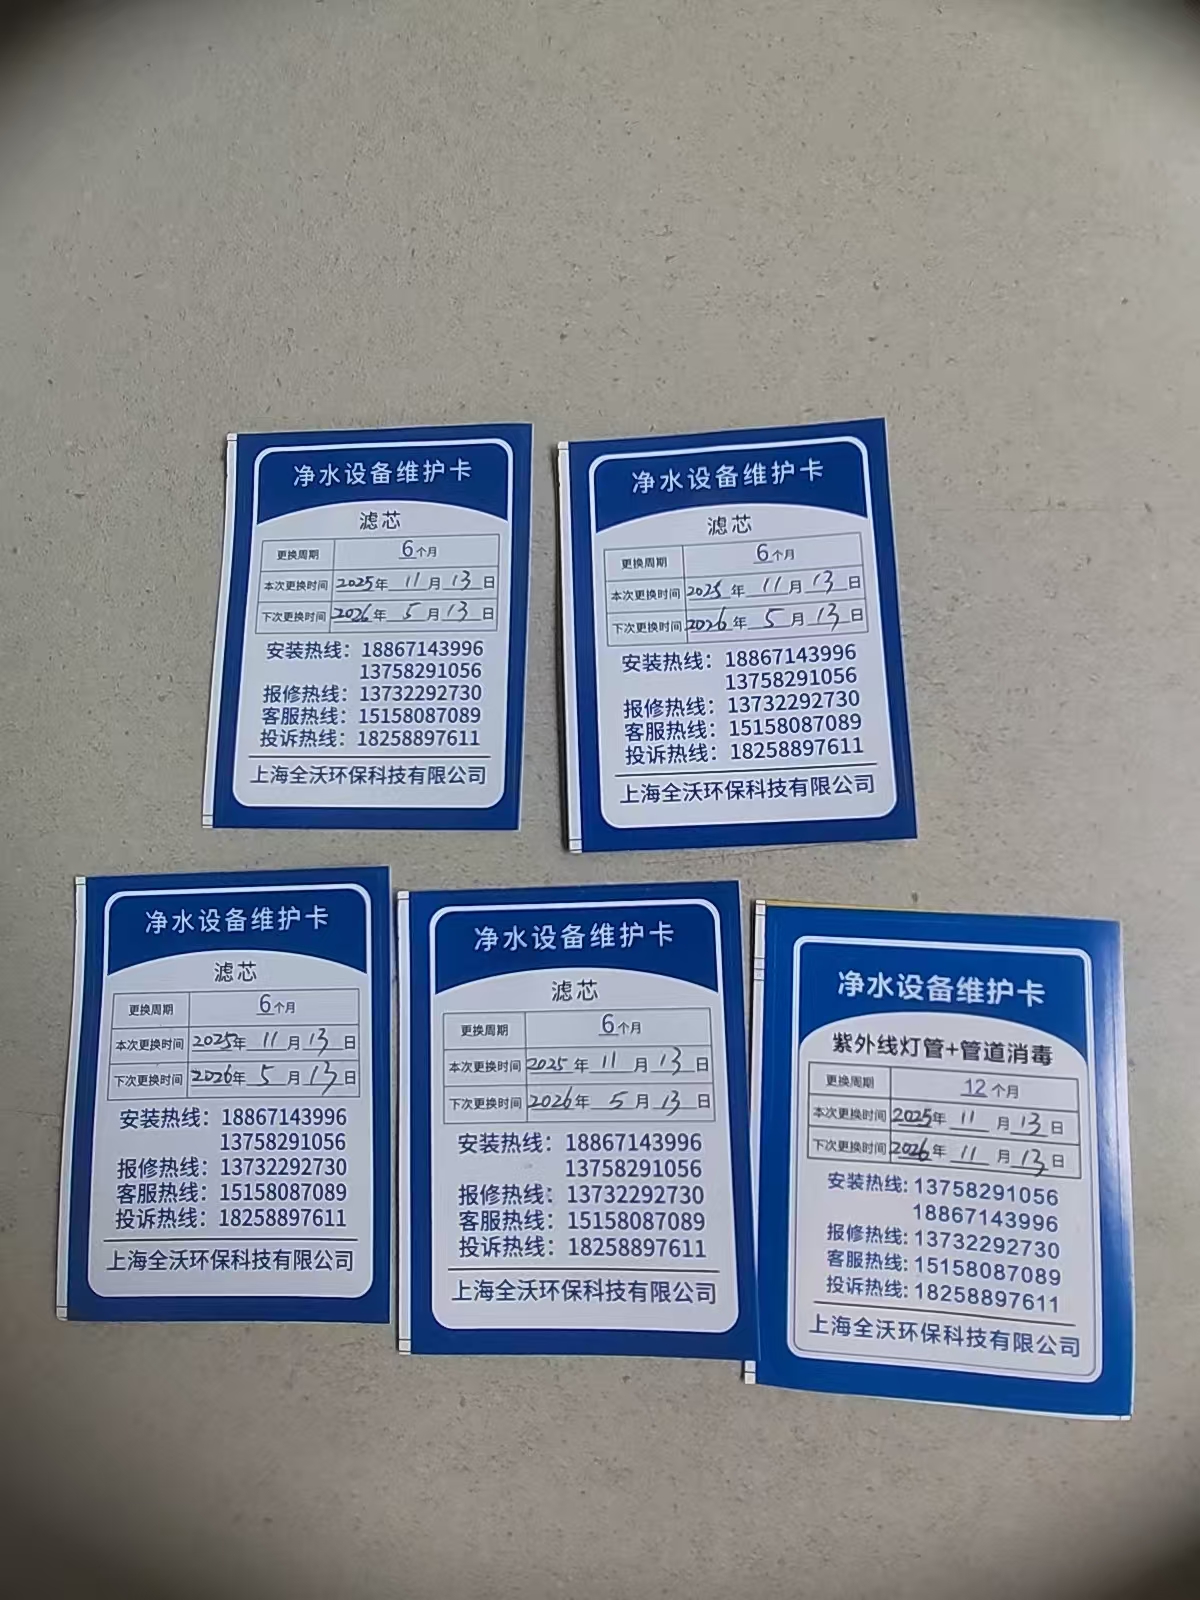 净水设备维护卡
滤芯
更换周期 6个月
本次更换时间 2025年 11月 13日
下次更换时间 2026年 5月 13日
安装热线：18867143996
13758291056
报修热线：13732292730
客服热线：15158087089
投诉热线：18258897611
上海全沃环保科技有限公司
净水设备维护卡
滤芯
更换周期 6个月
本次更换时间 2025年 11月 13日
下次更换时间 2026年 5月 13日
安装热线：18867143996
13758291056
报修热线：13732292730
客服热线：15158087089
投诉热线：18258897611
上海全沃环保科技有限公司
净水设备维护卡
滤芯
更换周期 6个月
本次更换时间 2025年 11月 13日
下次更换时间 2026年 5月 13日
安装热线：18867143996
13758291056
报修热线：13732292730
客服热线：15158087089
投诉热线：18258897611
上海全沃环保科技有限公司
净水设备维护卡
滤芯
更换周期 6个月
本次更换时间 2025年 11月 13日
下次更换时间 2026年 5月 13日
安装热线：18867143996
13758291056
报修热线：13732292730
客服热线：15158087089
投诉热线：18258897611
上海全沃环保科技有限公司
净水设备维护卡
紫外线灯管+管道消毒
更换周期 12个月
本次更换时间 2025年 11月 13日
下次更换时间 2026年 11月 13日
安装热线:13758291056
18867143996
报修热线:13732292730
客服热线:15158087089
投诉热线:18258897611
上海全沃环保科技有限公司